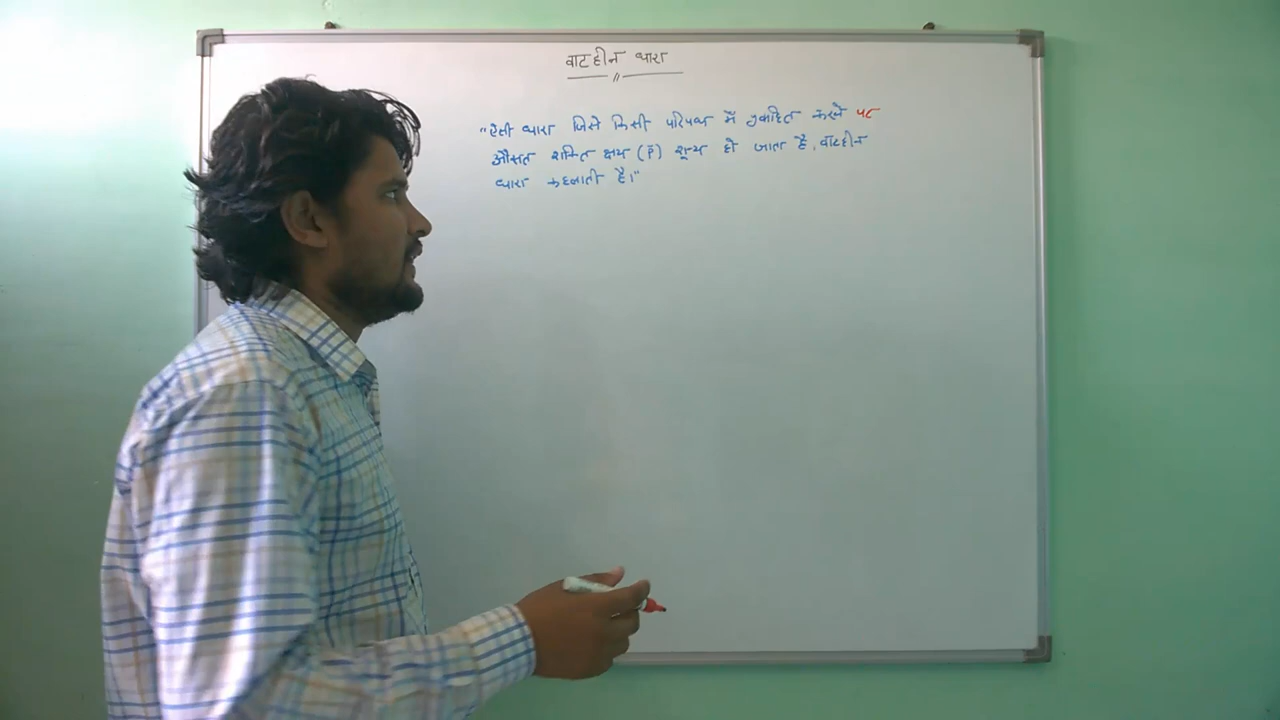 वाटहीन धारा
"ऐसी धारा जिसे किसी परिपथ में प्रवाहित करने पर
औसत शक्ति क्षय (P̄) शून्य हो जाता है, वाटहीन
धारा कहलाती है।"